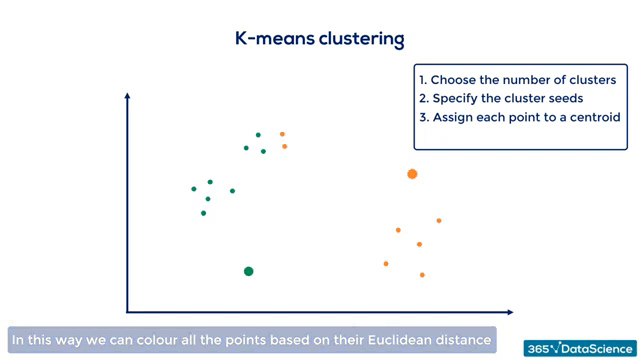 K-means clustering
1. Choose the number of clusters
2. Specify the cluster seeds
3. Assign each point to a centroid
In this way we can colour all the points based on their Euclidean distance
365 DataScience